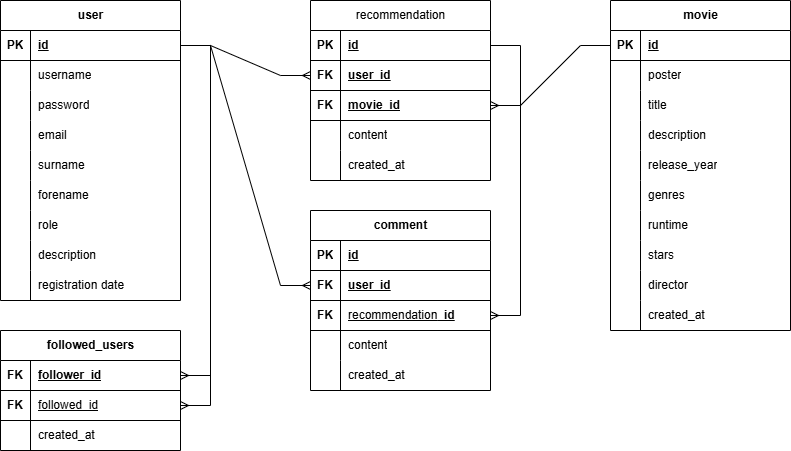 user
PK id
username
password
email
surname
forename
role
description
registration date
followed_users
FK follower_id
FK followed_id
created_at
recommendation
PK id
FK user_id
FK movie_id
content
created_at
comment
PK id
FK user_id
FK recommendation_id
content
created_at
movie
PK id
poster
title
description
release_year
genres
runtime
stars
director
created_at